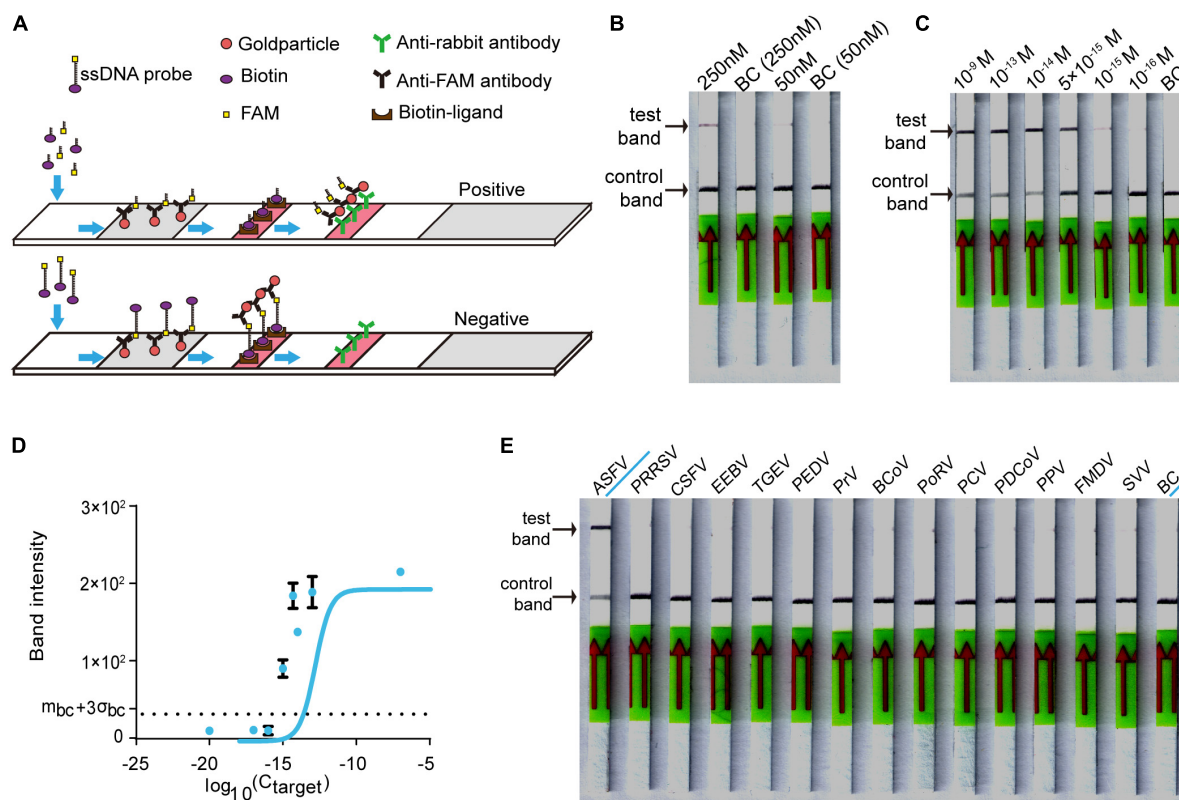 A
ssDNA probe
Goldparticle
Biotin
FAM
Anti-rabbit antibody
Anti-FAM antibody
Biotin-ligand
Positive
Negative
B
250nM
BC (250nM)
50nM
BC (50nM)
test band
control band
C
10⁻⁹ M
10⁻¹³ M
10⁻¹⁴ M
5×10⁻¹⁵ M
10⁻¹⁵ M
10⁻¹⁶ M
BC
test band
control band
D
Band intensity
3×10²
2×10²
1×10²
m_bc+3σ_bc
0
-25
-20
-15
-10
-5
log₁₀(C_target)
E
ASFV
PRRSV
CSFV
EEBV
TGEV
PEDV
PrV
BCoV
PoRV
PCV
PDCoV
PPV
FMDV
SVV
BC
test band
control band